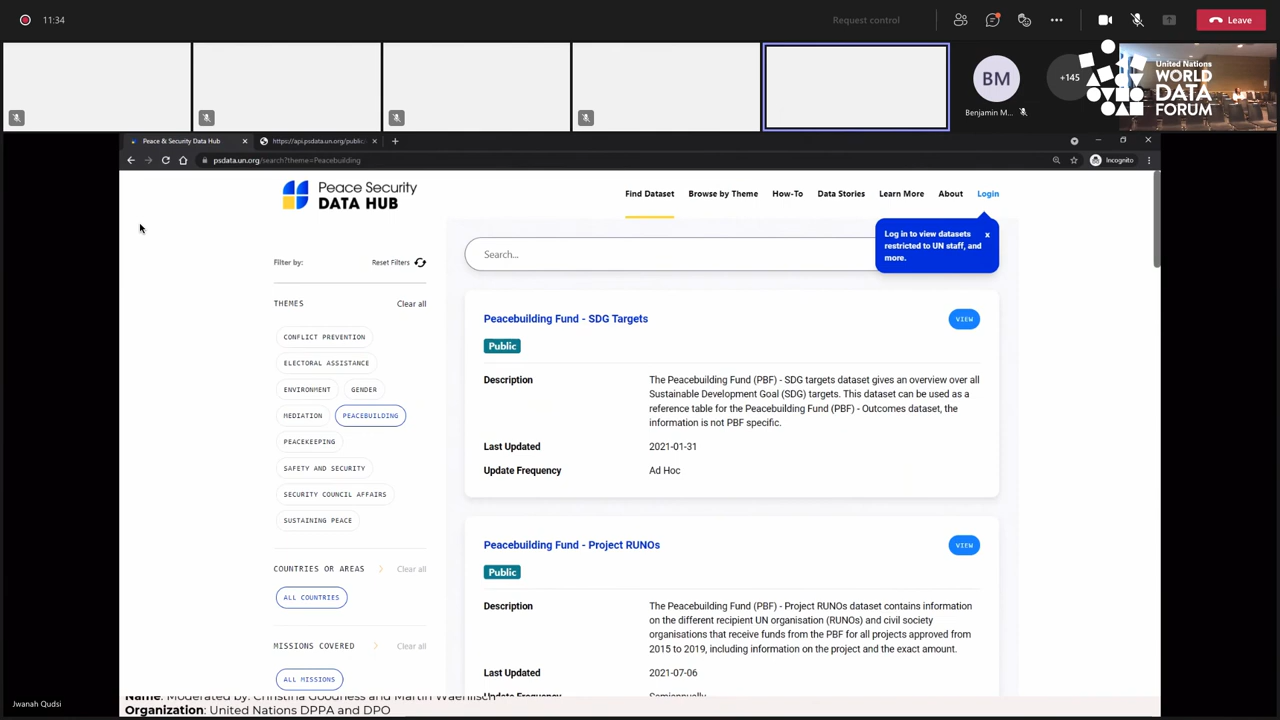 11:34
Request control
Leave
BM
Benjamin M...
+145
United Nations
WORLD
DATA
FORUM
Peace & Security Data Hub
https://api.psdata.un.org/public
psdata.un.org/search?theme=Peacebuilding
Incognito
Peace Security
DATA HUB
Find Dataset
Browse by Theme
How-To
Data Stories
Learn More
About
Login
Log in to view datasets
restricted to UN staff, and
more.
x
Filter by:
Reset Filters
Search...
THEMES
Clear all
CONFLICT PREVENTION
ELECTORAL ASSISTANCE
ENVIRONMENT
GENDER
MEDIATION
PEACEBUILDING
PEACEKEEPING
SAFETY AND SECURITY
SECURITY COUNCIL AFFAIRS
SUSTAINING PEACE
COUNTRIES OR AREAS
Clear all
ALL COUNTRIES
MISSIONS COVERED
Clear all
ALL MISSIONS
Peacebuilding Fund - SDG Targets
VIEW
Public
Description
The Peacebuilding Fund (PBF) - SDG targets dataset gives an overview over all
Sustainable Development Goal (SDG) targets. This dataset can be used as a
reference table for the Peacebuilding Fund (PBF) - Outcomes dataset, the
information is not PBF specific.
Last Updated
2021-01-31
Update Frequency
Ad Hoc
Peacebuilding Fund - Project RUNOs
VIEW
Public
Description
The Peacebuilding Fund (PBF) - Project RUNOs dataset contains information
on the different recipient UN organisation (RUNOs) and civil society
organisations that receive funds from the PBF for all projects approved from
2015 to 2019, including information on the project and the exact amount.
Last Updated
2021-07-06
Update Frequency
Semiannually
Name: Moderated by: Christina Goodness and Martin Waehlisch
Organization: United Nations DPPA and DPO
Jwanah Qudsi